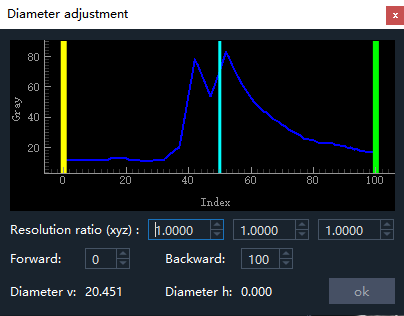 Diameter adjustment x
80
60
Gray
40
20
0 20 40 60 80 100
Index
Resolution ratio (xyz) : 1.0000 1.0000 1.0000
Forward: 0 Backward: 100
Diameter v: 20.451 Diameter h: 0.000 ok